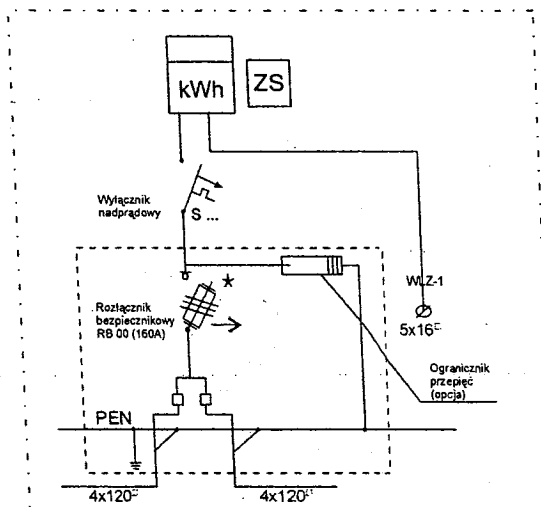 kWh
ZS
Wyłącznik
nadprądowy
S ...
WLZ-1
5x16
Rozłącznik
bezpiecznikowy
RB 00 (160A)
Ogranicznik
przepięć
(opcja)
PEN
4x120
4x120